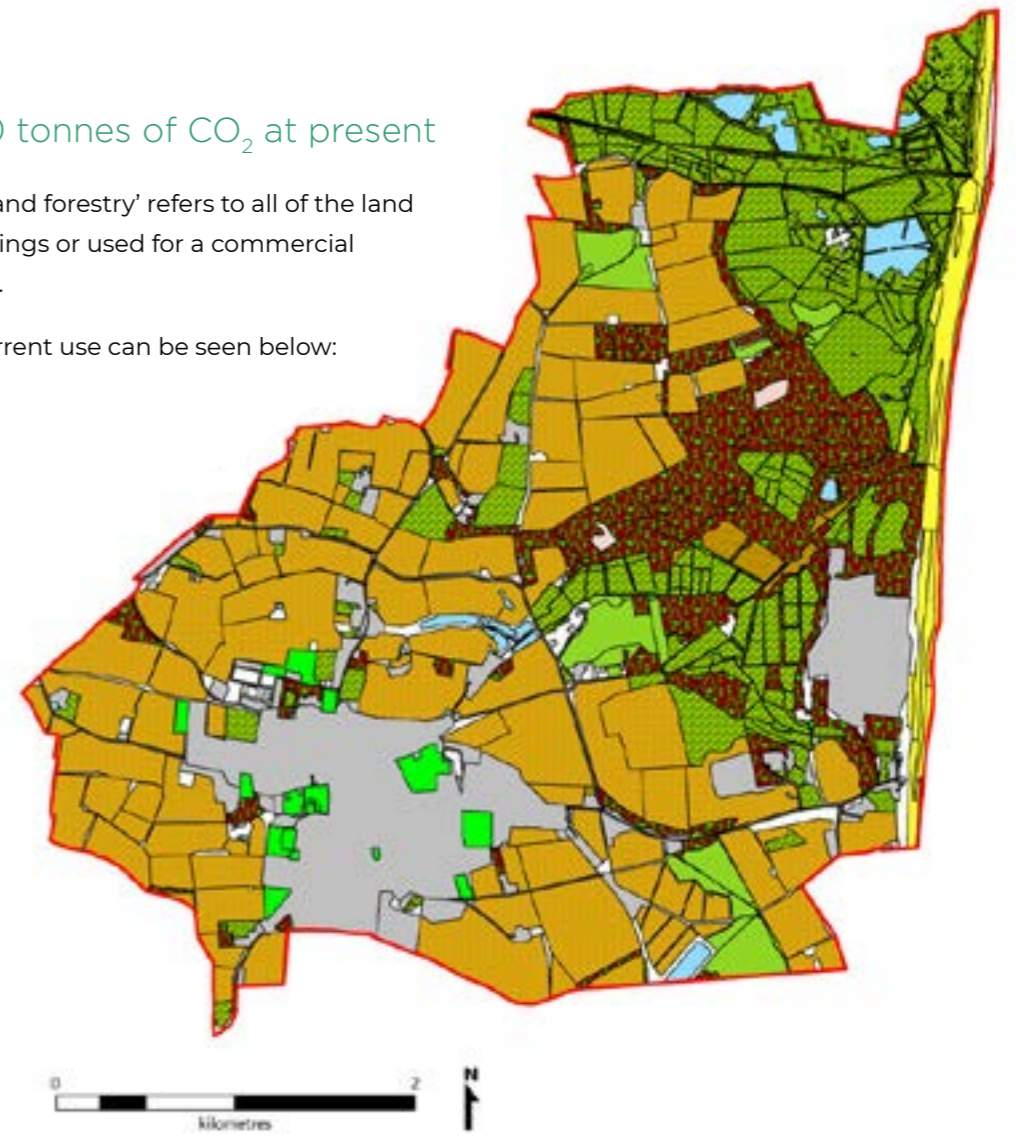 ) tonnes of CO₂ at present
and forestry’ refers to all of the land
ings or used for a commercial
.
rrent use can be seen below:
N
0 2
kilometres